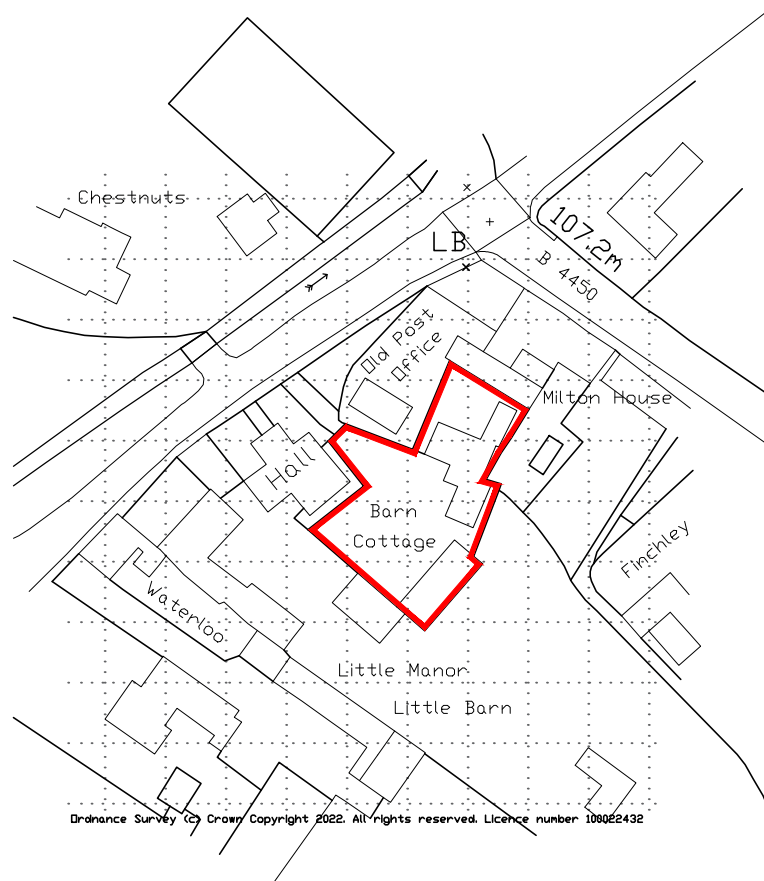 Chestnuts
LB
107.2m
B 4450
Old Post
Office
Milton House
Hall
Barn
Cottage
Finchley
Waterloo
Little Manor
Little Barn
Ordnance Survey (c) Crown Copyright 2022. All rights reserved. Licence number 100022432